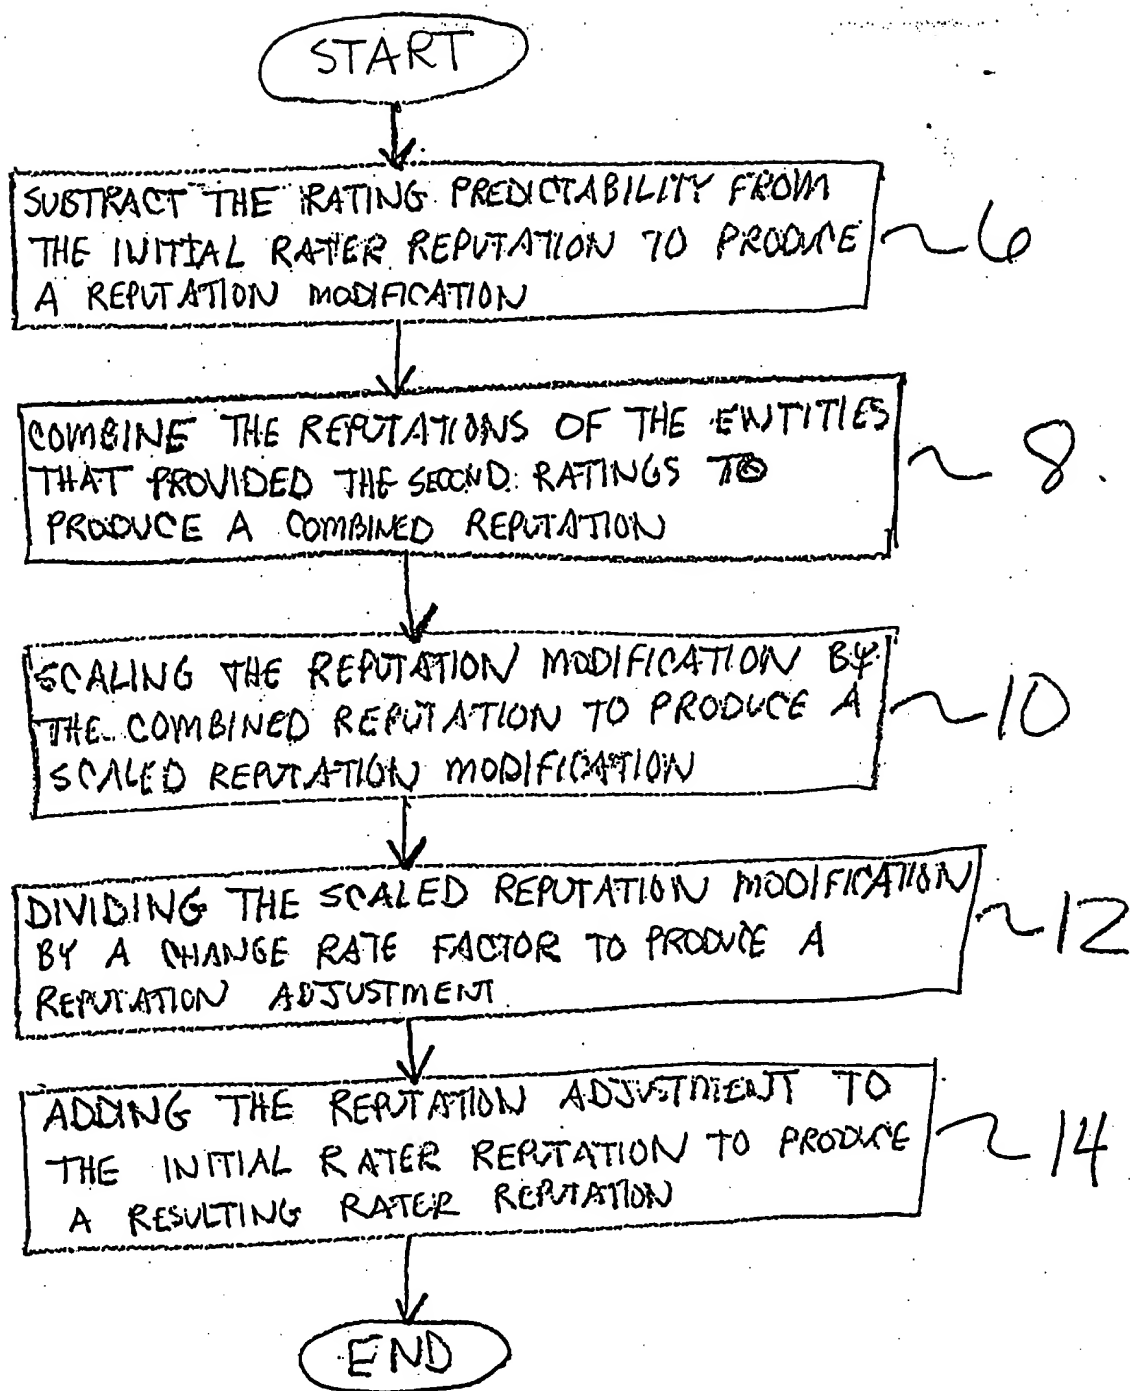 START
SUBTRACT THE RATING PREDICTABILITY FROM
THE INITIAL RATER REPUTATION TO PRODUCE
A REPUTATION MODIFICATION
6
COMBINE THE REPUTATIONS OF THE ENTITIES
THAT PROVIDED THE SECOND RATINGS TO
PRODUCE A COMBINED REPUTATION
8
SCALING THE REPUTATION MODIFICATION BY
THE COMBINED REPUTATION TO PRODUCE A
SCALED REPUTATION MODIFICATION
10
DIVIDING THE SCALED REPUTATION MODIFICATION
BY A CHANGE RATE FACTOR TO PRODUCE A
REPUTATION ADJUSTMENT
12
ADDING THE REPUTATION ADJUSTMENT TO
THE INITIAL RATER REPUTATION TO PRODUCE
A RESULTING RATER REPUTATION
14
END